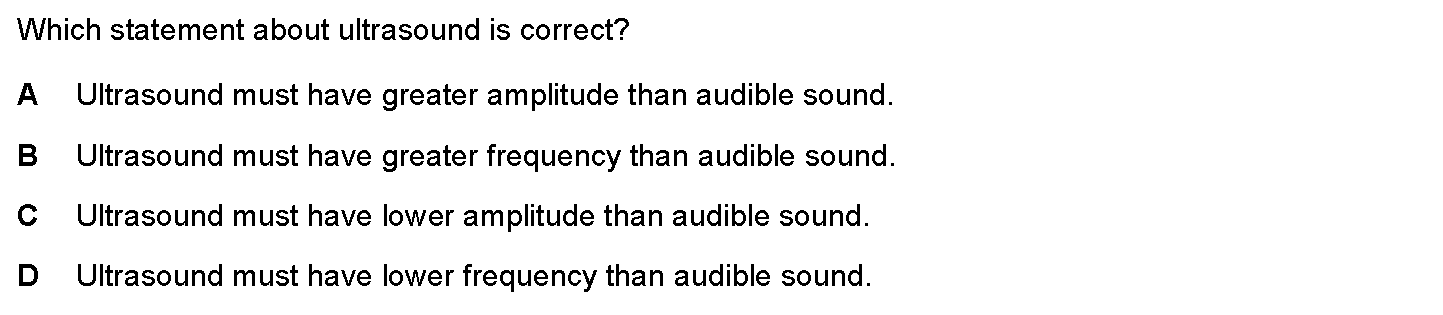 Which statement about ultrasound is correct?
A Ultrasound must have greater amplitude than audible sound.
B Ultrasound must have greater frequency than audible sound.
C Ultrasound must have lower amplitude than audible sound.
D Ultrasound must have lower frequency than audible sound.